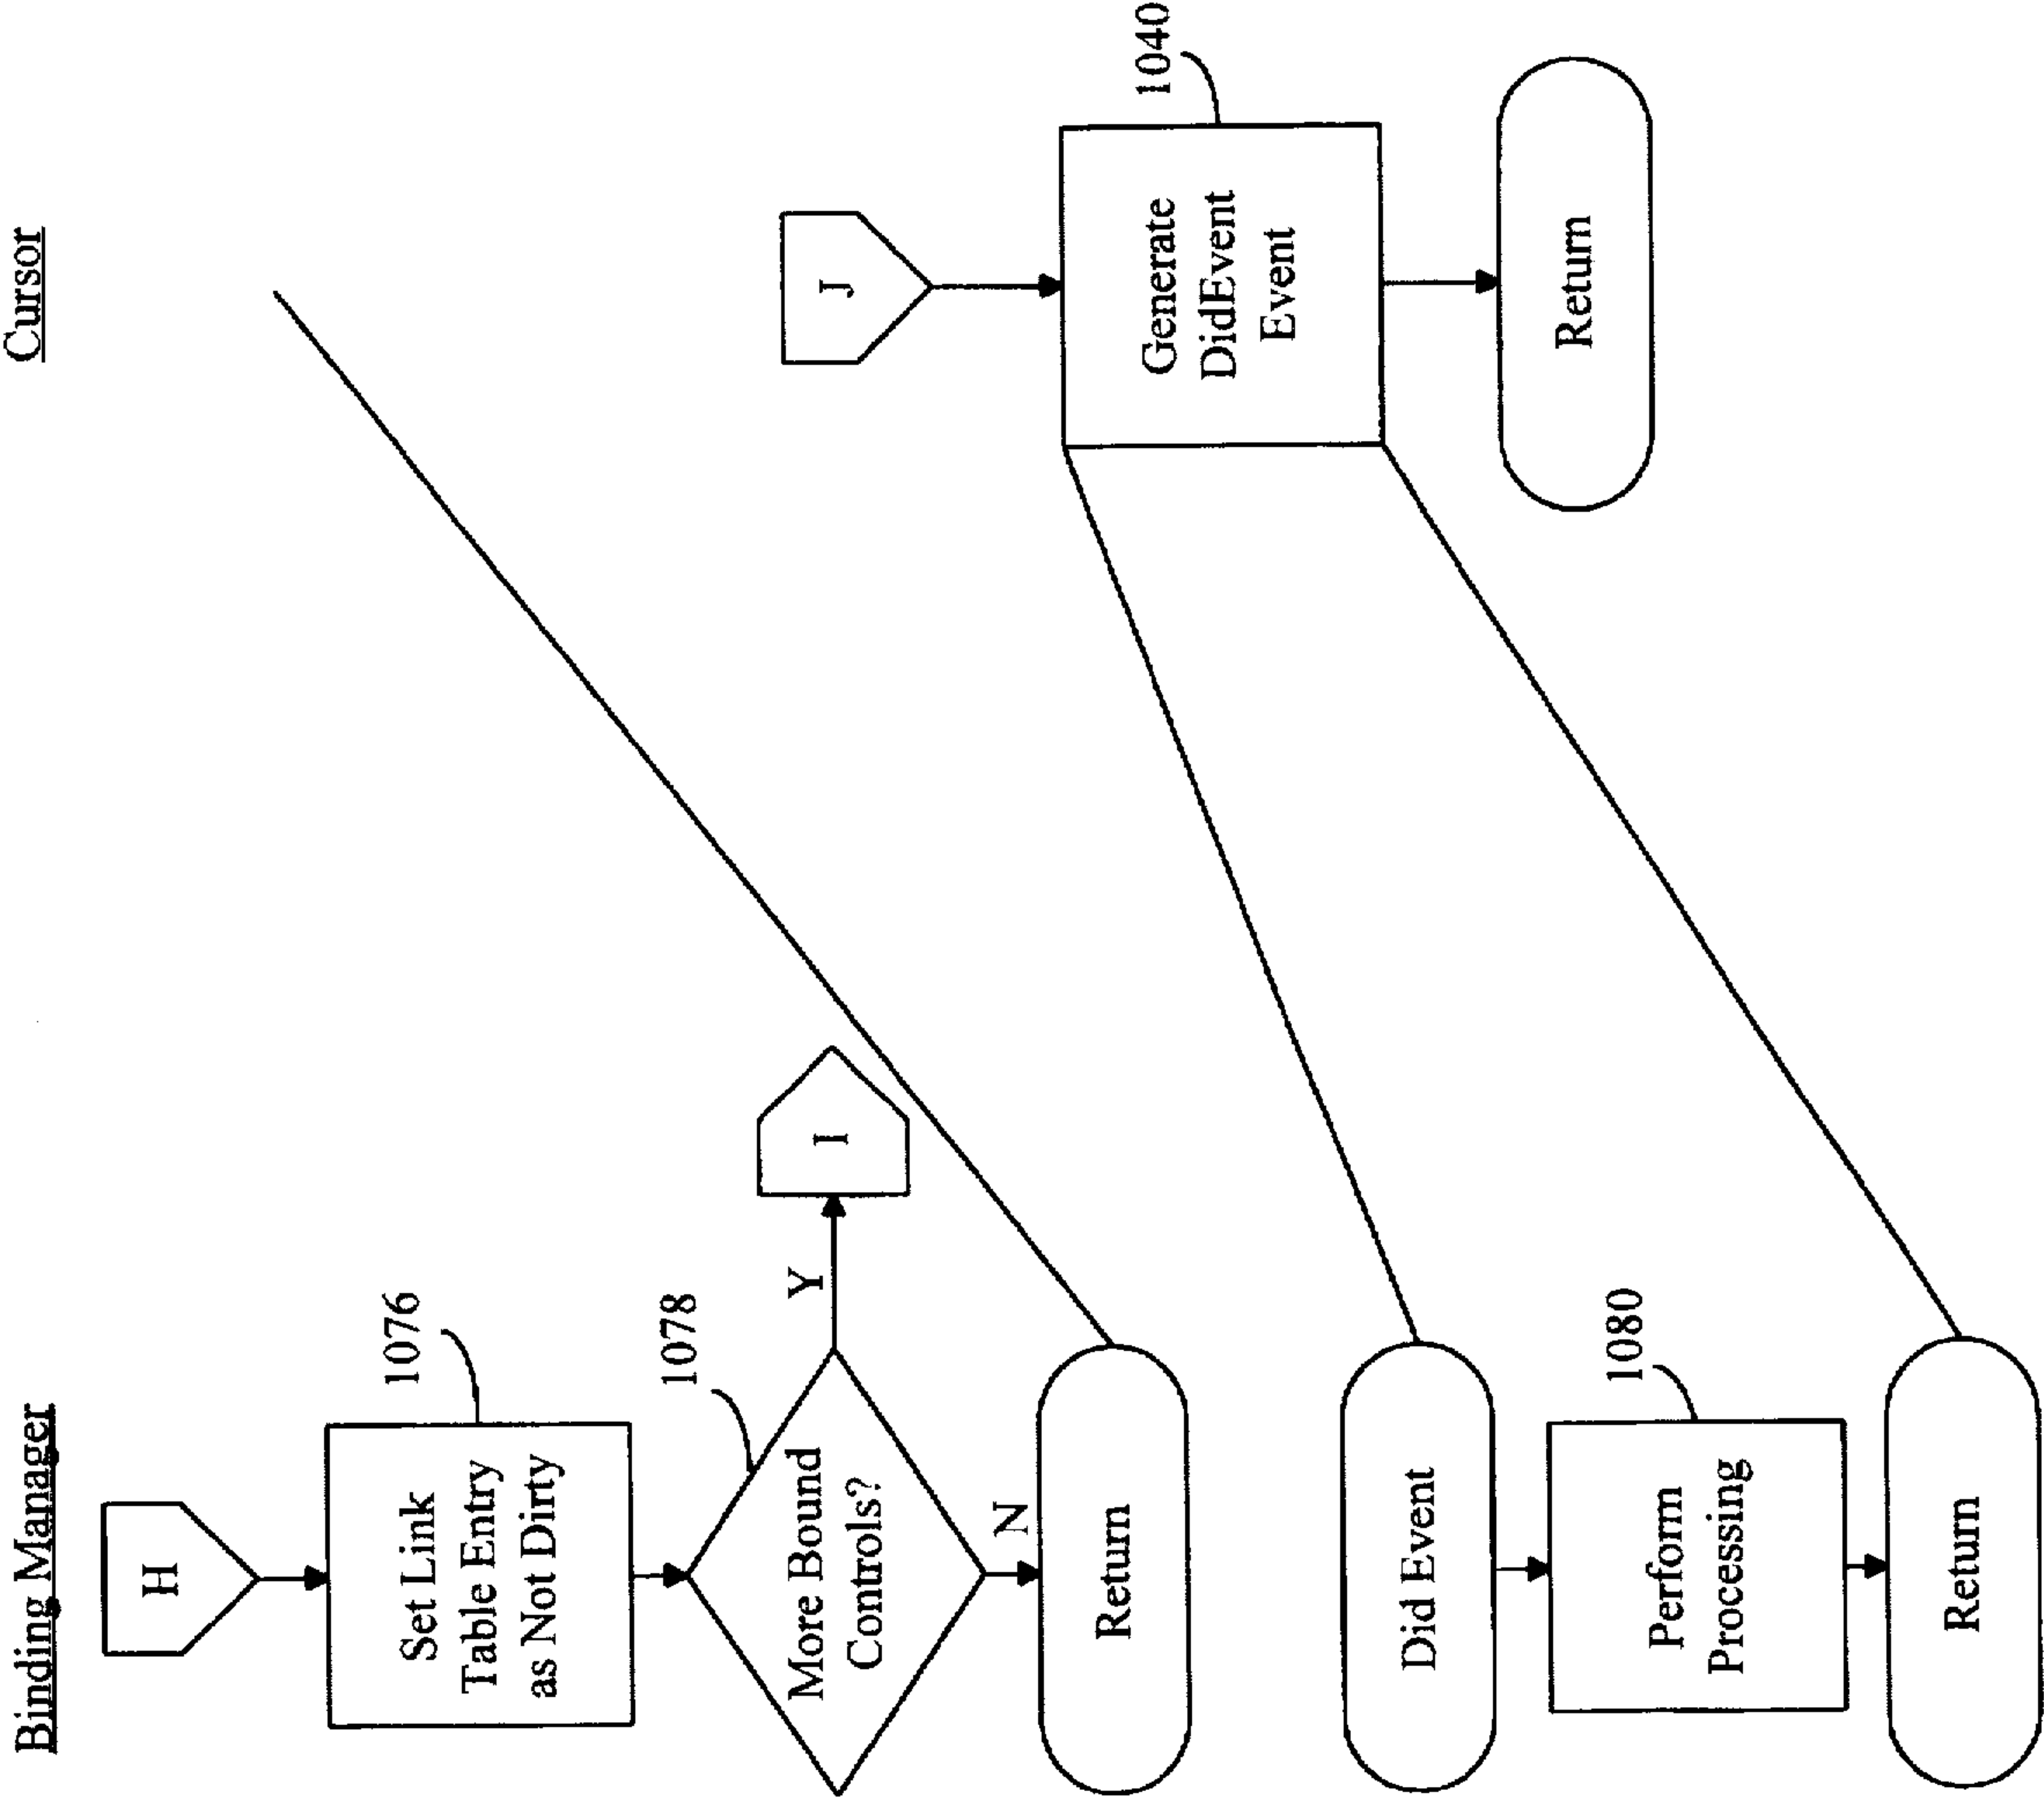 Binding Manager
Cursor
H
1076
Set Link
Table Entry
as Not Dirty
1078
More Bound
Controls?
Y
I
N
Return
J
1040
Generate
DidEvent
Event
Return
Did Event
1080
Perform
Processing
Return